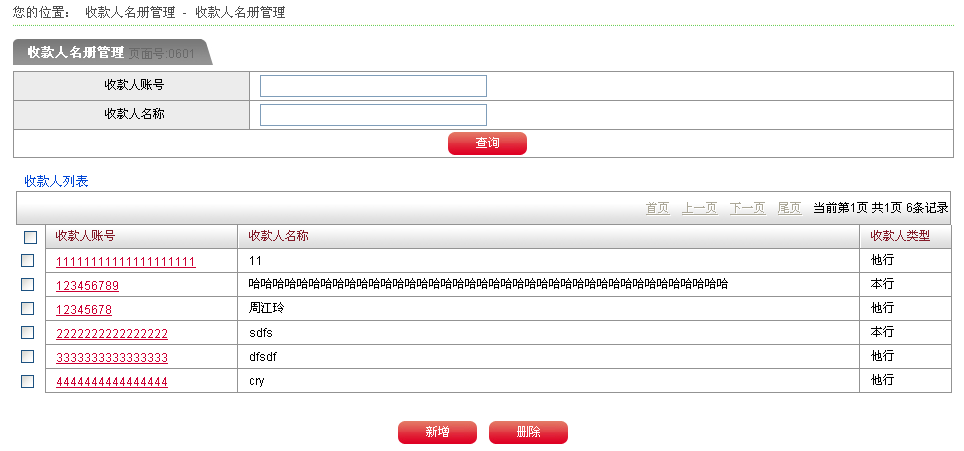 您的位置： 收款人名册管理 - 收款人名册管理
收款人名册管理 页面号:0601
收款人账号
收款人名称
查询
收款人列表
首页 上一页 下一页 尾页 当前第1页 共1页 6条记录
收款人账号 收款人名称 收款人类型
11111111111111111111 11 他行
123456789 哈哈哈哈哈哈哈哈哈哈哈哈哈哈哈哈哈哈哈哈哈哈哈哈哈哈哈哈哈哈哈哈哈哈哈哈哈哈哈哈 本行
12345678 周江玲 他行
2222222222222222 sdfs 本行
3333333333333333 dfsdf 他行
4444444444444444 cry 他行
新增 删除